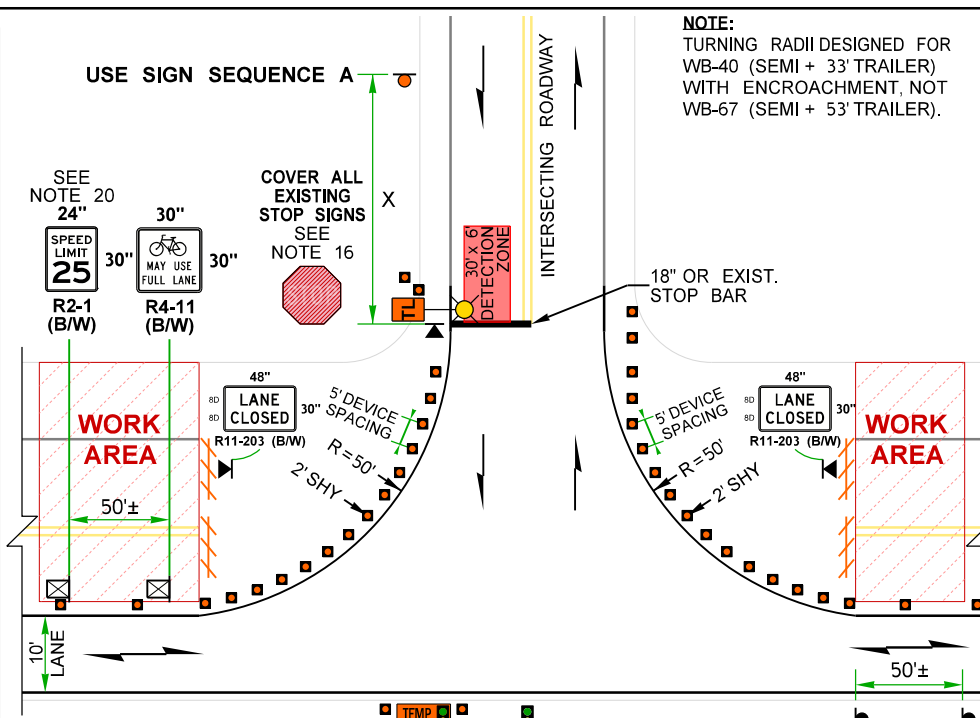 NOTE:
TURNING RADII DESIGNED FOR
WB-40 (SEMI + 33' TRAILER)
WITH ENCROACHMENT, NOT
WB-67 (SEMI + 53' TRAILER).
USE SIGN SEQUENCE A
X
INTERSECTING ROADWAY
SEE
NOTE 20
24"
SPEED
LIMIT
25
30"
R2-1
(B/W)
30"
MAY USE
FULL LANE
30"
R4-11
(B/W)
COVER ALL
EXISTING
STOP SIGNS
SEE
NOTE 16
STOP
TL
30' x 6'
DETECTION
ZONE
18" OR EXIST.
STOP BAR
WORK
AREA
50'±
48"
8D
8D
LANE
CLOSED
30"
R11-203 (B/W)
5' DEVICE
SPACING
R = 50'
2' SHY
5' DEVICE
SPACING
R = 50'
2' SHY
48"
8D
8D
LANE
CLOSED
30"
R11-203 (B/W)
WORK
AREA
10'
LANE
50'±
TEMP